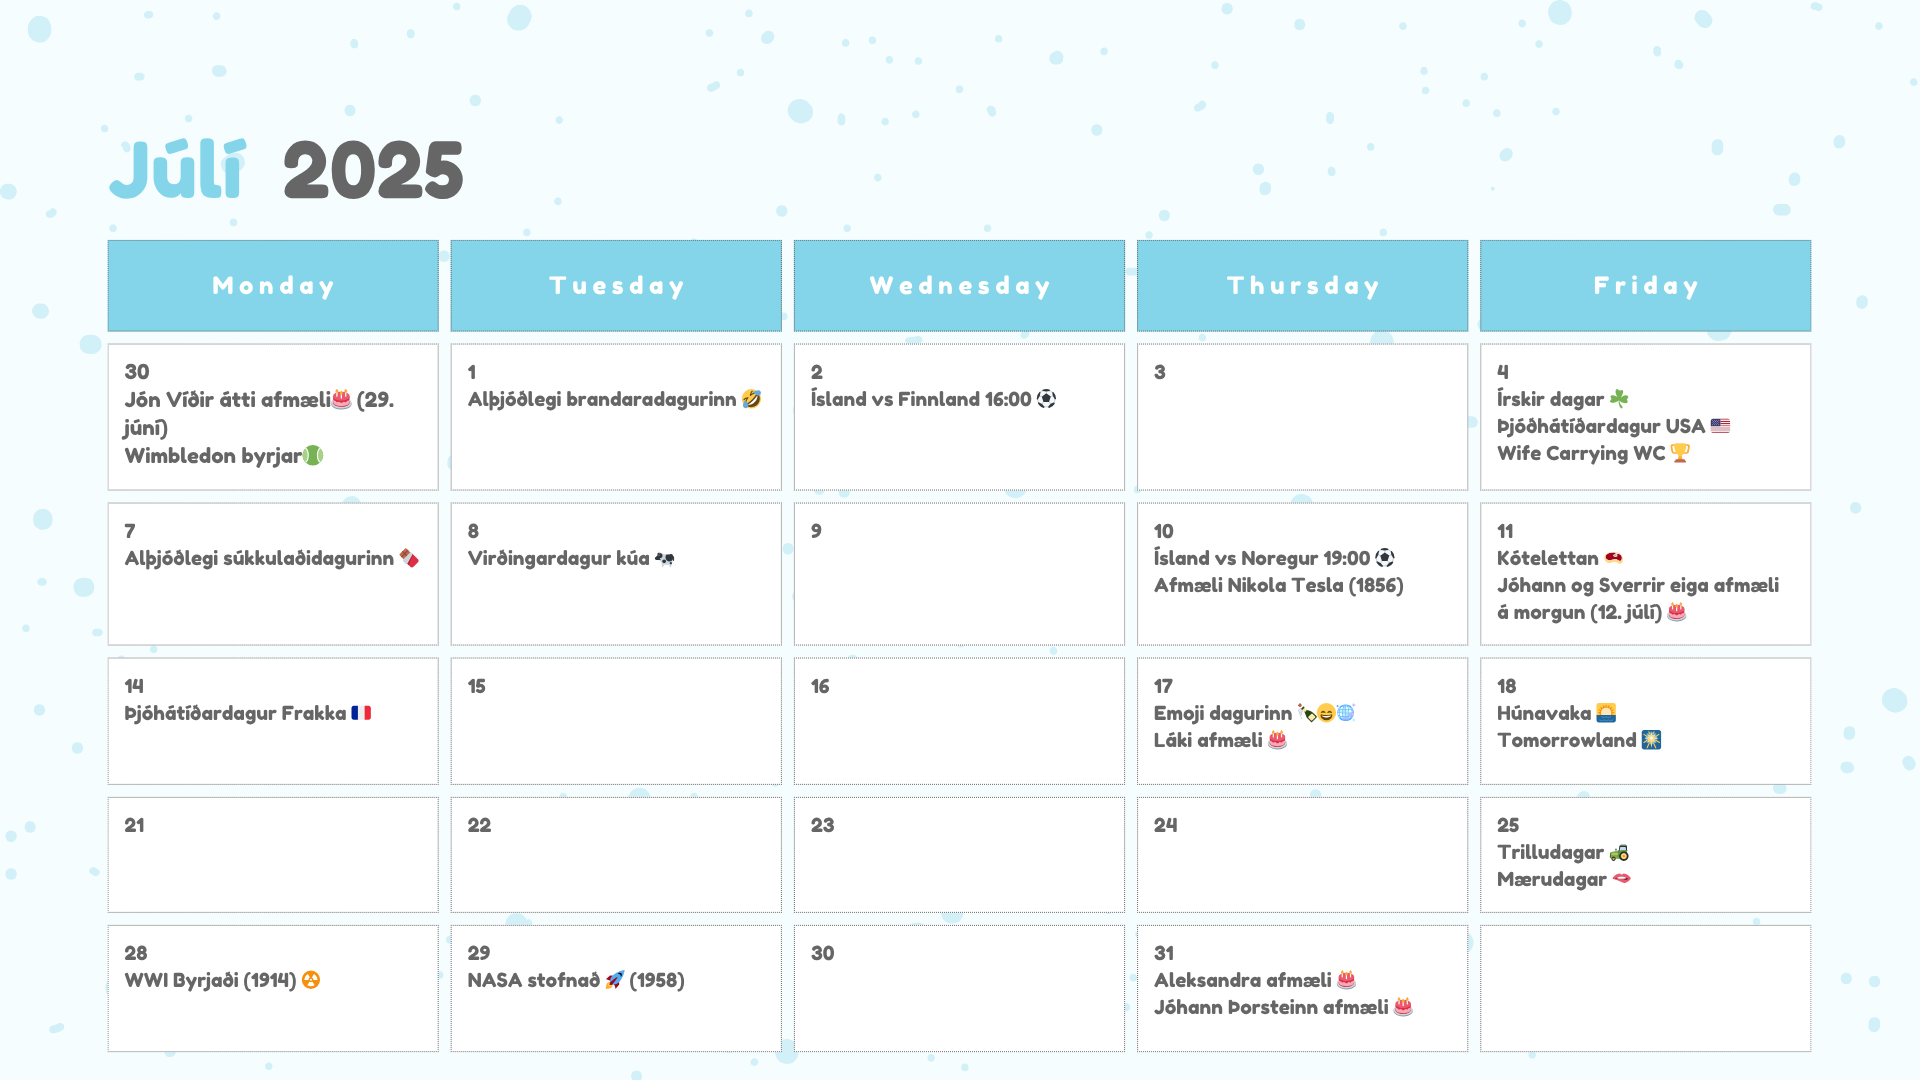 Júlí 2025
Monday
Tuesday
Wednesday
Thursday
Friday
30
Jón Víðir átti afmæli🎂 (29.
júní)
Wimbledon byrjar🎾
1
Alþjóðlegi brandaradagurinn 🤣
2
Ísland vs Finnland 16:00 ⚽
3
4
Írskir dagar ☘️
Þjóðhátíðardagur USA 🇺🇸
Wife Carrying WC 🏆
7
Alþjóðlegi súkkulaðidagurinn 🍫
8
Virðingardagur kúa 🐄
9
10
Ísland vs Noregur 19:00 ⚽
Afmæli Nikola Tesla (1856)
11
Kótelettan 🥩
Jóhann og Sverrir eiga afmæli
á morgun (12. júlí) 🎂
14
Þjóhátíðardagur Frakka 🇫🇷
15
16
17
Emoji dagurinn 🍾😄🌐
Láki afmæli 🎂
18
Húnavaka 🌅
Tomorrowland 🎆
21
22
23
24
25
Trilludagar 🚜
Mærudagar 🫦
28
WWI Byrjaði (1914) ☢️
29
NASA stofnað 🚀 (1958)
30
31
Aleksandra afmæli 🎂
Jóhann Þorsteinn afmæli 🎂